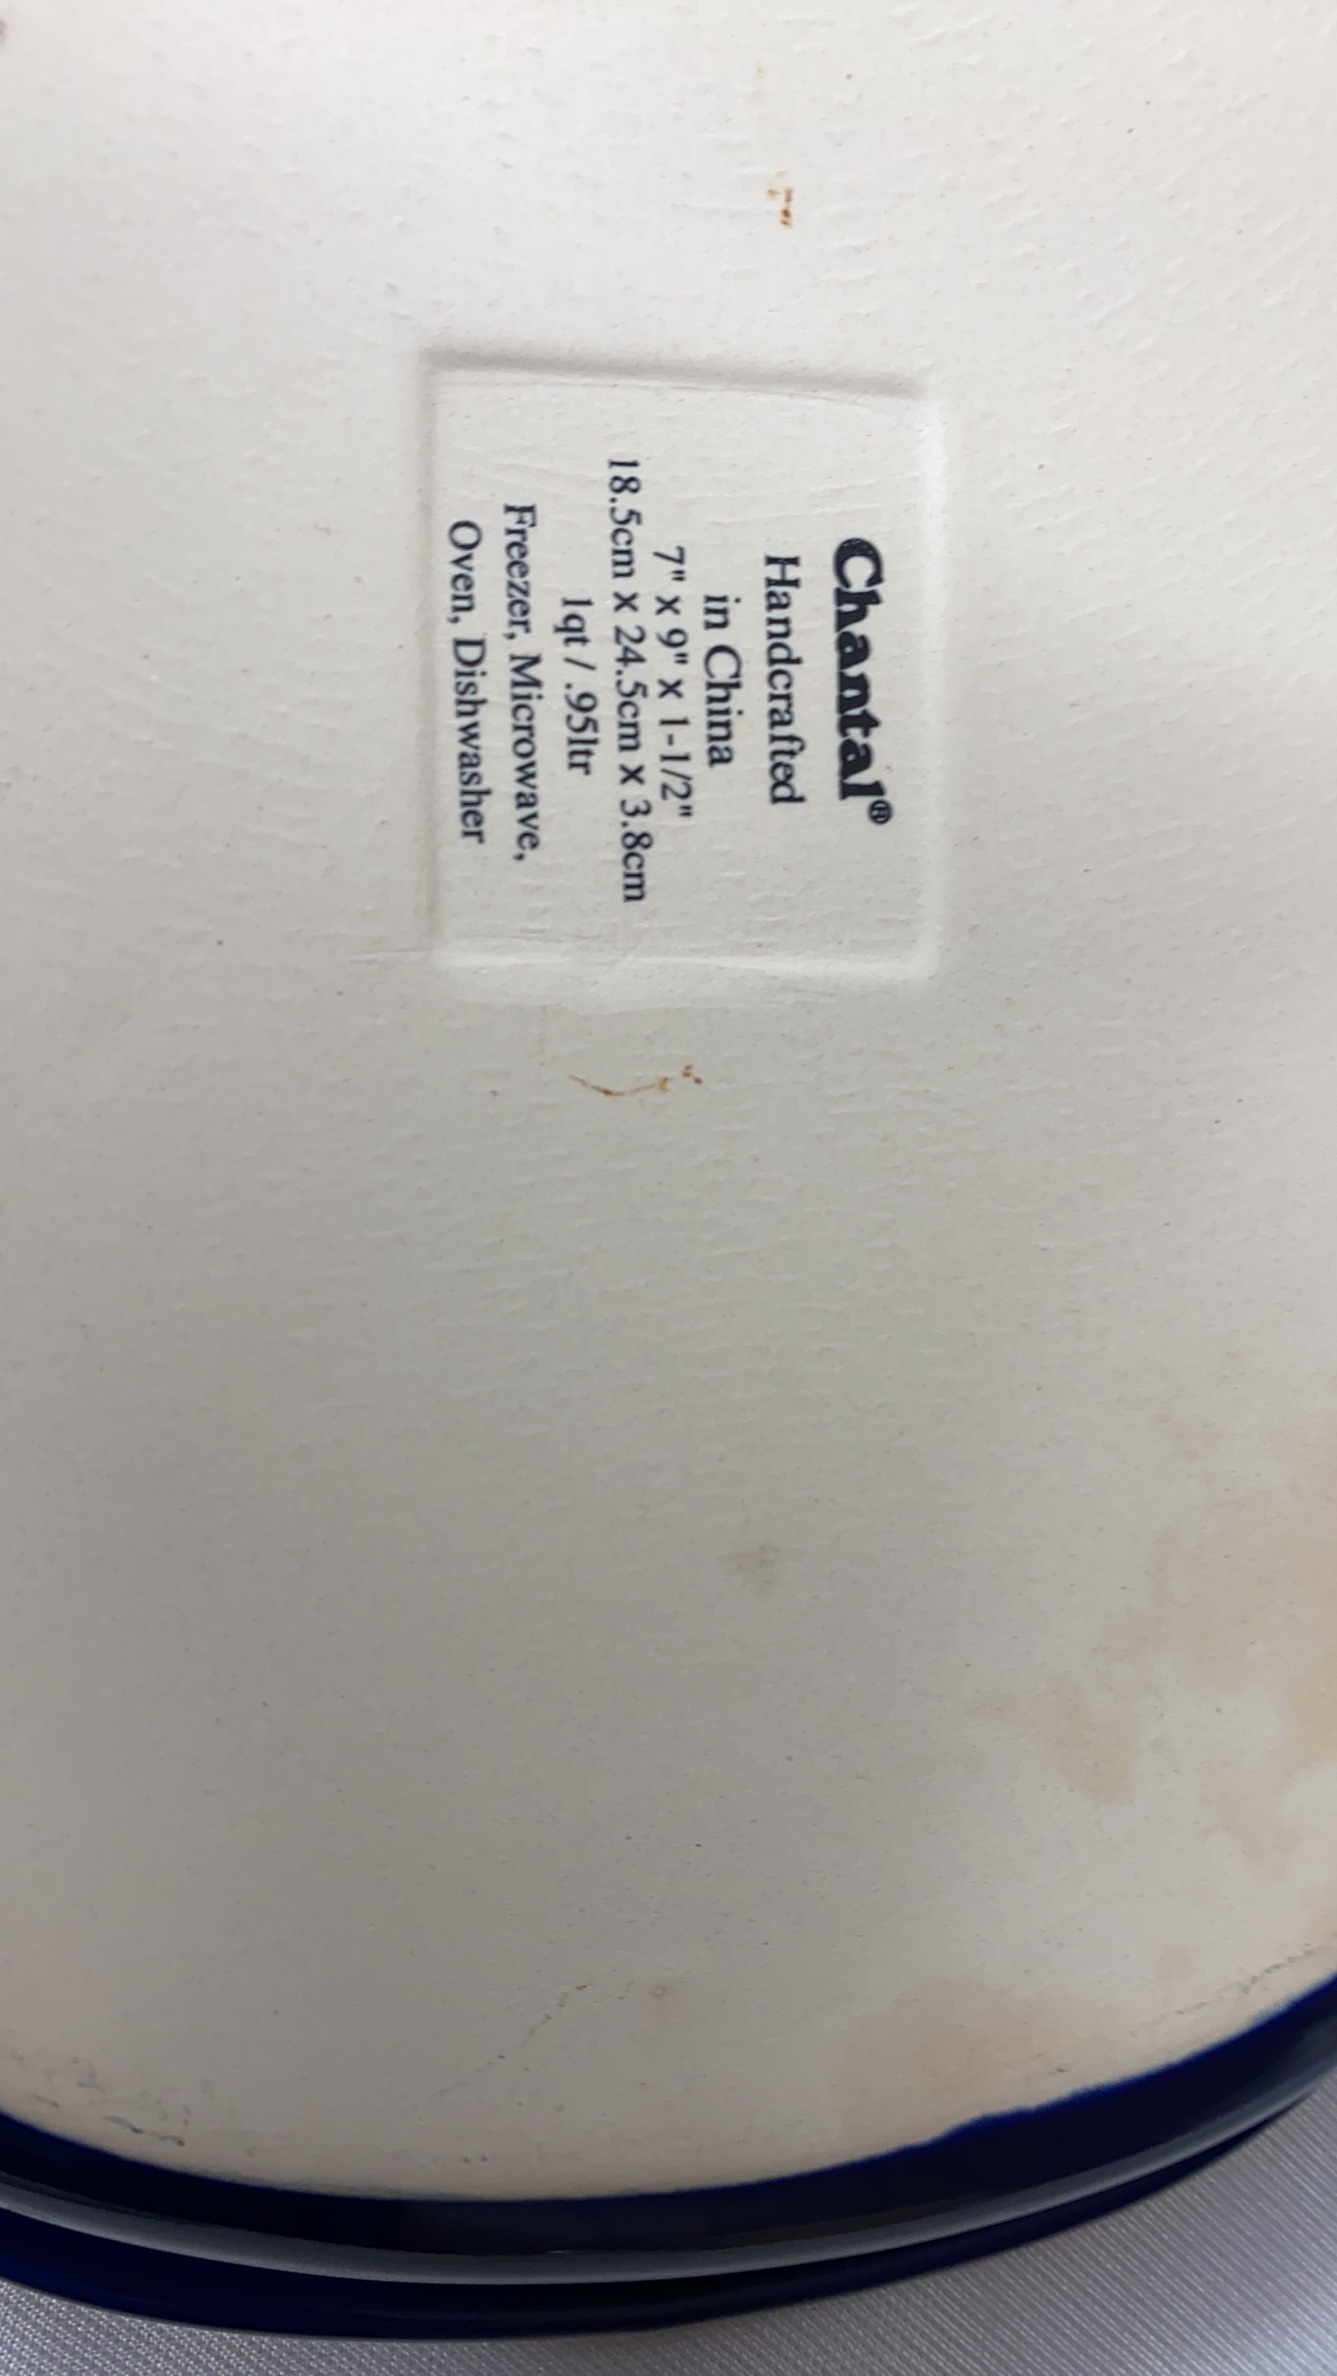 Chantal®
Handcrafted
in China
7" x 9" x 1-1/2"
18.5cm x 24.5cm x 3.8cm
1qt / .95ltr
Freezer, Microwave,
Oven, Dishwasher